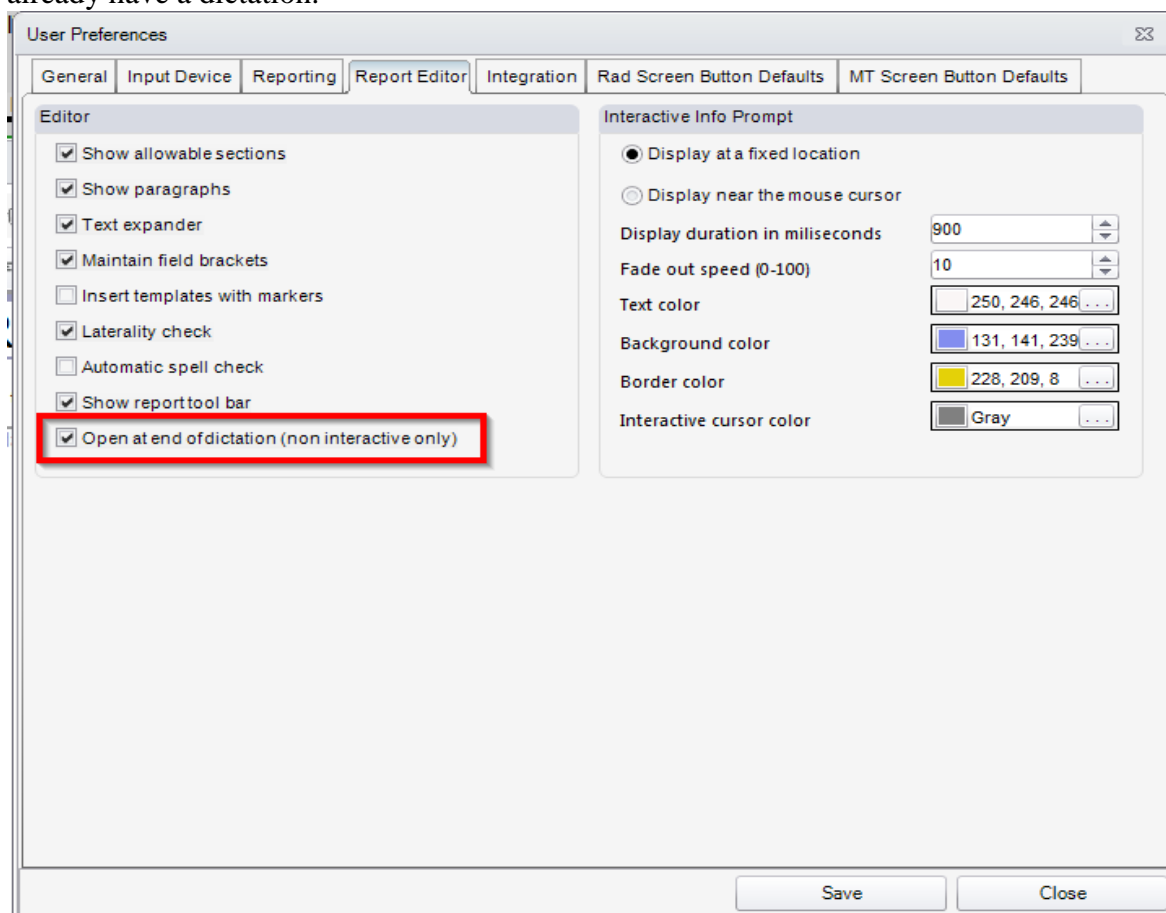 already have a dictation.
User Preferences
General Input Device Reporting Report Editor Integration Rad Screen Button Defaults MT Screen Button Defaults
Editor
Show allowable sections
Show paragraphs
Text expander
Maintain field brackets
Insert templates with markers
Laterality check
Automatic spell check
Show report tool bar
Open at end of dictation (non interactive only)
Interactive Info Prompt
Display at a fixed location
Display near the mouse cursor
Display duration in miliseconds 900
Fade out speed (0-100) 10
Text color 250, 246, 246 ...
Background color 131, 141, 239 ...
Border color 228, 209, 8 ...
Interactive cursor color Gray ...
Save Close